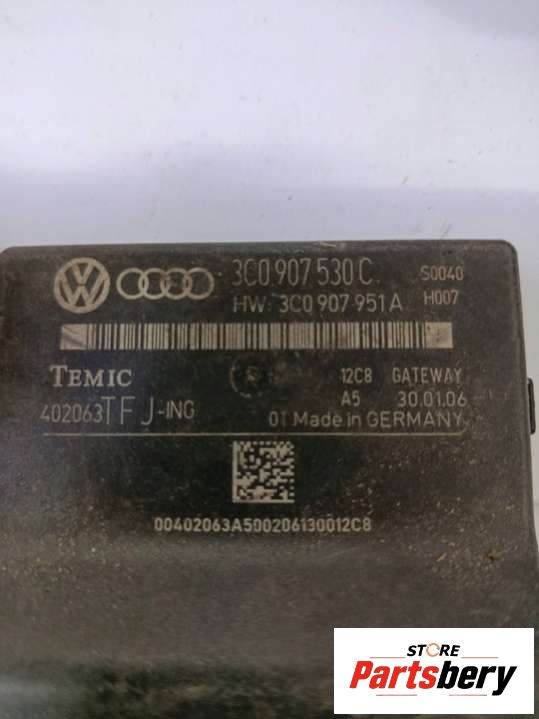 3C0 907 530 C S0040
HW: 3C0 907 951 A H007
TEMIC 12C8 GATEWAY
A5 30.01.06
402063TFJ-ING 01 Made in GERMANY
00402063A500206130012C8
STORE
Partsbery